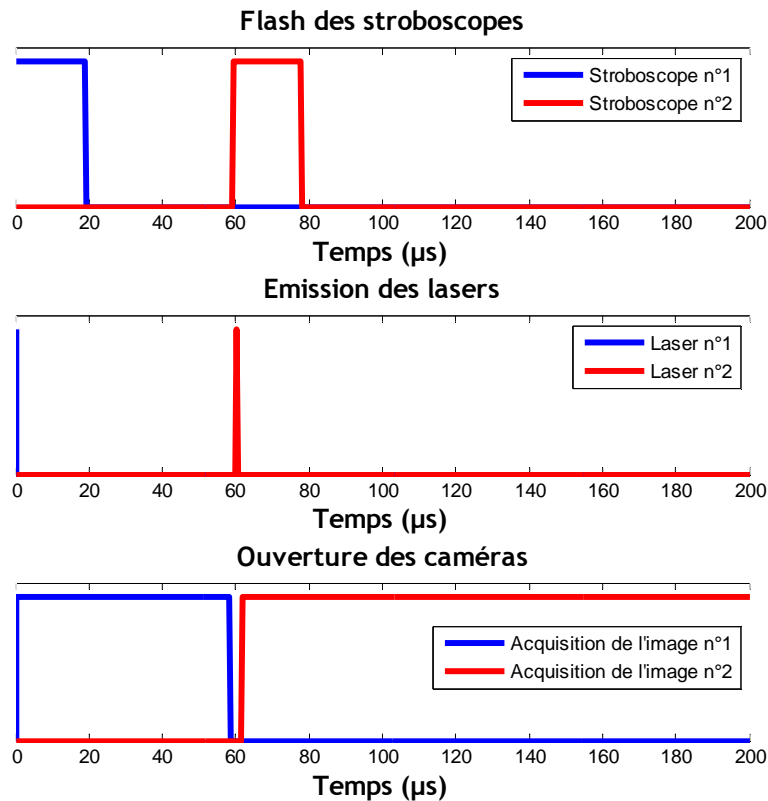 Flash des stroboscopes
Stroboscope n°1
Stroboscope n°2
0 20 40 60 80 100 120 140 160 180 200
Temps (µs)
Emission des lasers
Laser n°1
Laser n°2
0 20 40 60 80 100 120 140 160 180 200
Temps (µs)
Ouverture des caméras
Acquisition de l'image n°1
Acquisition de l'image n°2
0 20 40 60 80 100 120 140 160 180 200
Temps (µs)